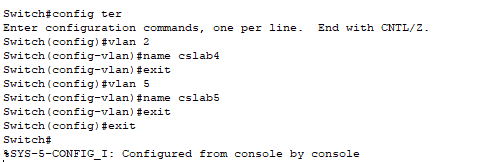 Switch#config ter
Enter configuration commands, one per line.  End with CNTL/Z.
Switch(config)#vlan 2
Switch(config-vlan)#name cslab4
Switch(config-vlan)#exit
Switch(config)#vlan 5
Switch(config-vlan)#name cslab5
Switch(config-vlan)#exit
Switch(config)#exit
Switch#
%SYS-5-CONFIG_I: Configured from console by console